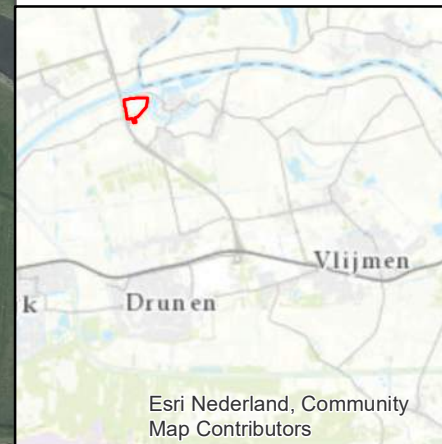 Vlijmen
k
Drunen
Esri Nederland, Community
Map Contributors